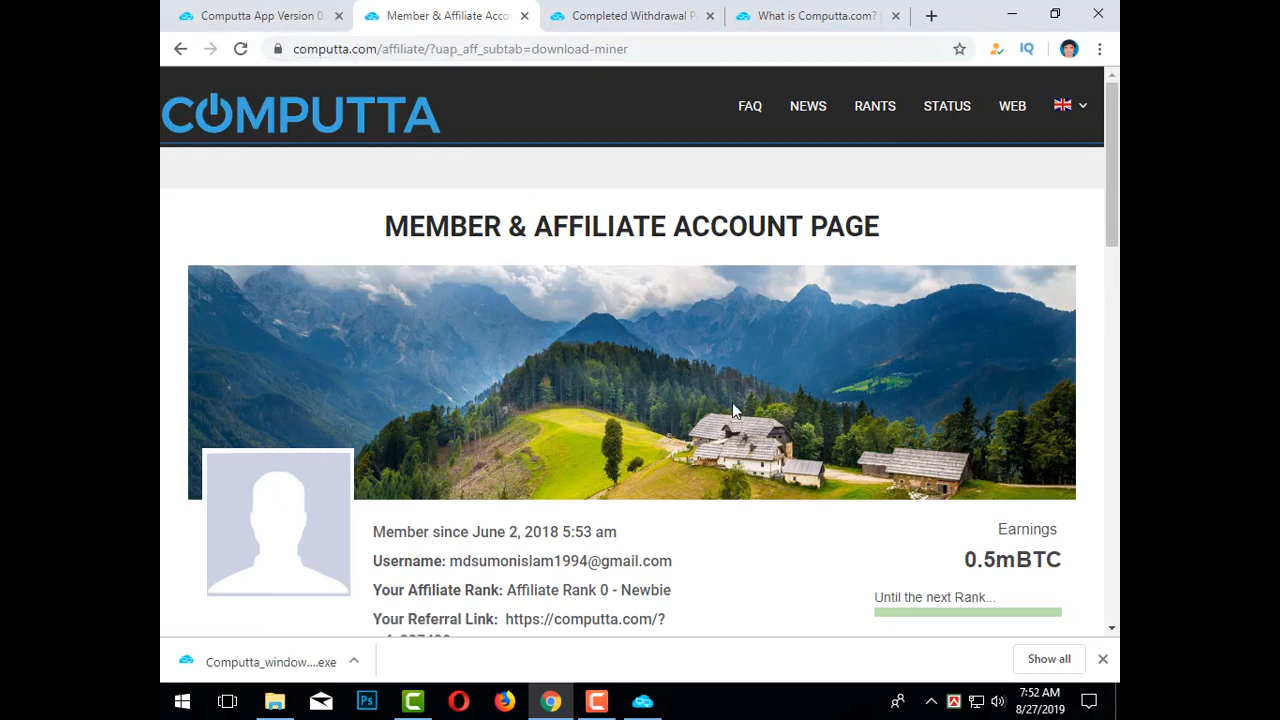 Computta App Version 0.
Member & Affiliate Acco
Completed Withdrawal P
What is Computta.com? |
computta.com/affiliate/?uap_aff_subtab=download-miner
IQ
COMPUTTA
FAQ NEWS RANTS STATUS WEB
MEMBER & AFFILIATE ACCOUNT PAGE
Member since June 2, 2018 5:53 am
Username: mdsumonislam1994@gmail.com
Your Affiliate Rank: Affiliate Rank 0 - Newbie
Your Referral Link: https://computta.com/?
Earnings
0.5mBTC
Until the next Rank...
Computta_window....exe
Show all
Ps
7:52 AM
8/27/2019